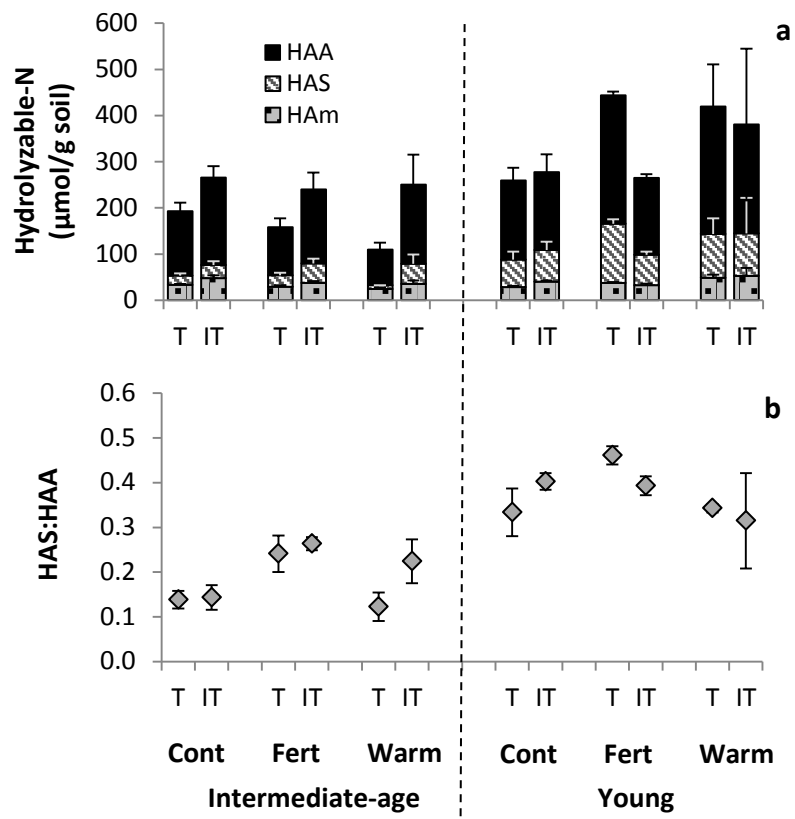 a
Hydrolyzable-N
(µmol/g soil)
600
500
400
300
200
100
0
HAA
HAS
HAm
T IT T IT T IT T IT T IT T IT
b
HAS:HAA
0.6
0.5
0.4
0.3
0.2
0.1
0.0
T IT T IT T IT T IT T IT T IT
Cont Fert Warm Cont Fert Warm
Intermediate-age Young